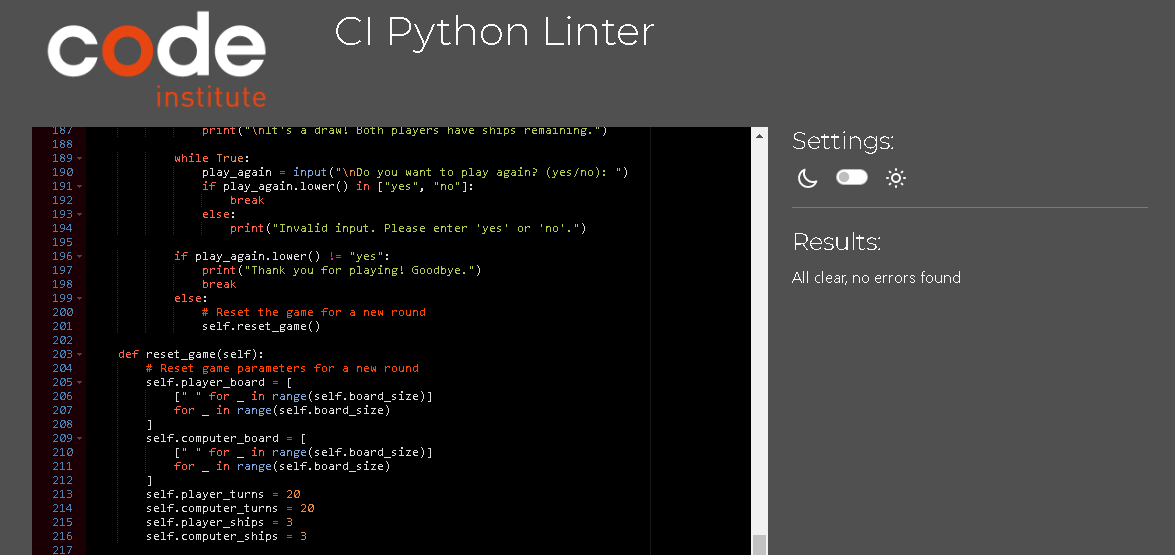 code
institute
CI Python Linter
187 print("\nIt's a draw! Both players have ships remaining.")
188
189 while True:
190 play_again = input("\nDo you want to play again? (yes/no): ")
191 if play_again.lower() in ["yes", "no"]:
192 break
193 else:
194 print("Invalid input. Please enter 'yes' or 'no'.")
195
196 if play_again.lower() != "yes":
197 print("Thank you for playing! Goodbye.")
198 break
199 else:
200 # Reset the game for a new round
201 self.reset_game()
202
203 def reset_game(self):
204 # Reset game parameters for a new round
205 self.player_board = [
206 [" " for _ in range(self.board_size)]
207 for _ in range(self.board_size)
208 ]
209 self.computer_board = [
210 [" " for _ in range(self.board_size)]
211 for _ in range(self.board_size)
212 ]
213 self.player_turns = 20
214 self.computer_turns = 20
215 self.player_ships = 3
216 self.computer_ships = 3
217
Settings:
Results:
All clear, no errors found